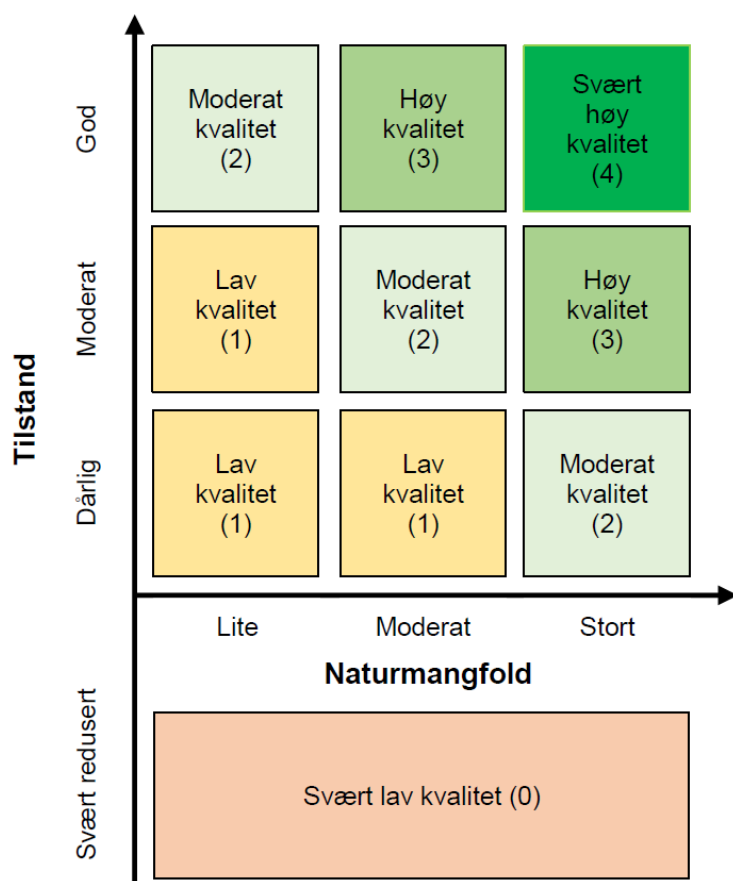 God
Moderat
kvalitet
(2)
Høy
kvalitet
(3)
Svært
høy
kvalitet
(4)
Tilstand
Moderat
Lav
kvalitet
(1)
Moderat
kvalitet
(2)
Høy
kvalitet
(3)
Dårlig
Lav
kvalitet
(1)
Lav
kvalitet
(1)
Moderat
kvalitet
(2)
Lite
Moderat
Stort
Naturmangfold
Svært redusert
Svært lav kvalitet (0)